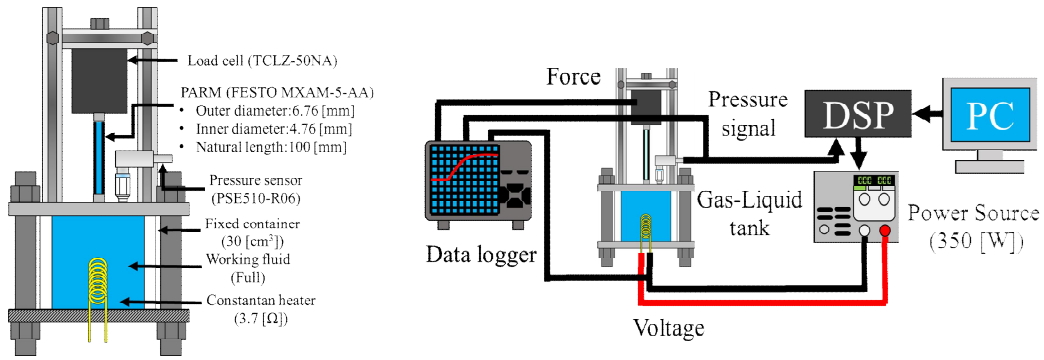 Load cell (TCLZ-50NA)
PARM (FESTO MXAM-5-AA)
• Outer diameter:6.76 [mm]
• Inner diameter:4.76 [mm]
• Natural length:100 [mm]
Pressure sensor
(PSE510-R06)
Fixed container
(30 [cm³])
Working fluid
(Full)
Constantan heater
(3.7 [Ω])
Force
Pressure
signal
DSP
PC
Data logger
Gas-Liquid
tank
Power Source
(350 [W])
Voltage